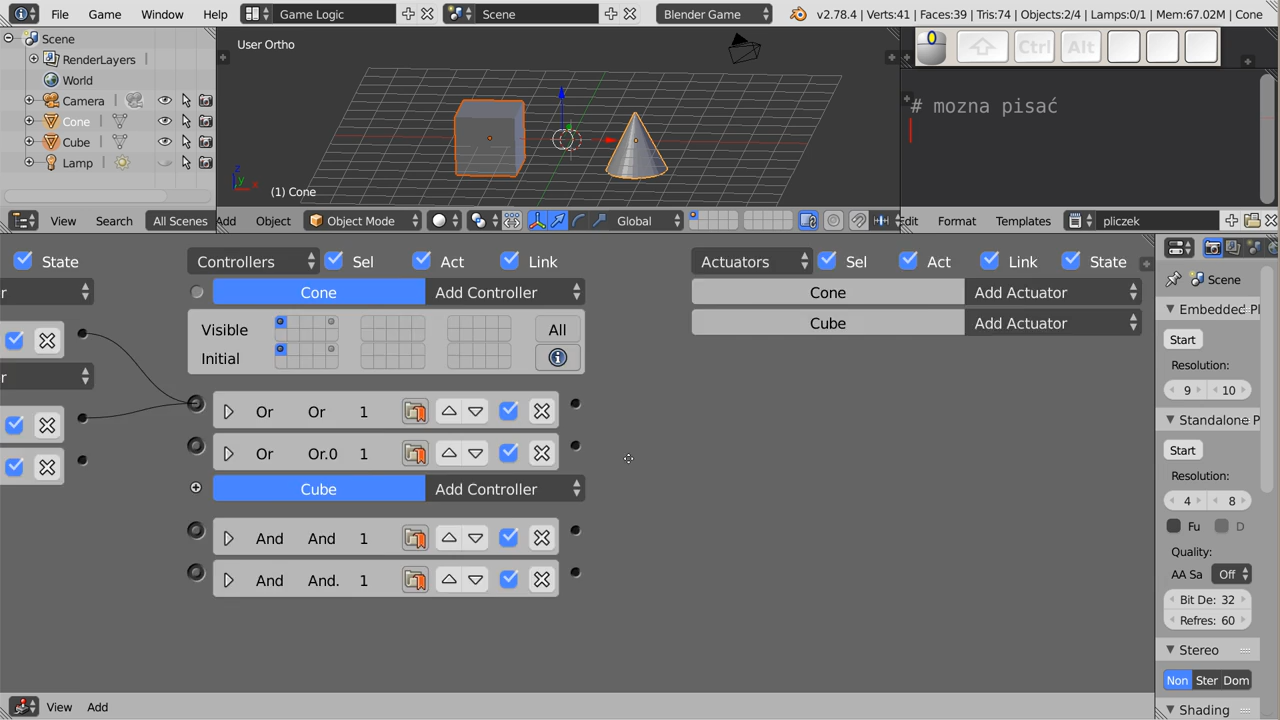 File Game Window Help Game Logic Scene Blender Game v2.78.4 | Verts:41 | Faces:39 | Tris:74 | Objects:2/4 | Lamps:0/1 | Mem:67.02M | Cone
Scene
RenderLayers
World
Camera
Cone
Cube
Lamp
User Ortho
(1) Cone
Ctrl Alt
# mozna pisać
View Search All Scenes Add Object Object Mode Global Edit Format Templates pliczek
State
Controllers Sel Act Link
Cone Add Controller
Visible All
Initial
Or Or 1
Or Or.0 1
Cube Add Controller
And And 1
And And. 1
Actuators Sel Act Link State
Cone Add Actuator
Cube Add Actuator
Scene
Embedded Pl
Start
Resolution:
9 10
Standalone P
Start
Resolution:
4 8
Fu D
Quality:
AA Sa Off
Bit De: 32
Refres: 60
Stereo
Non Ster Dom
Shading
View Add